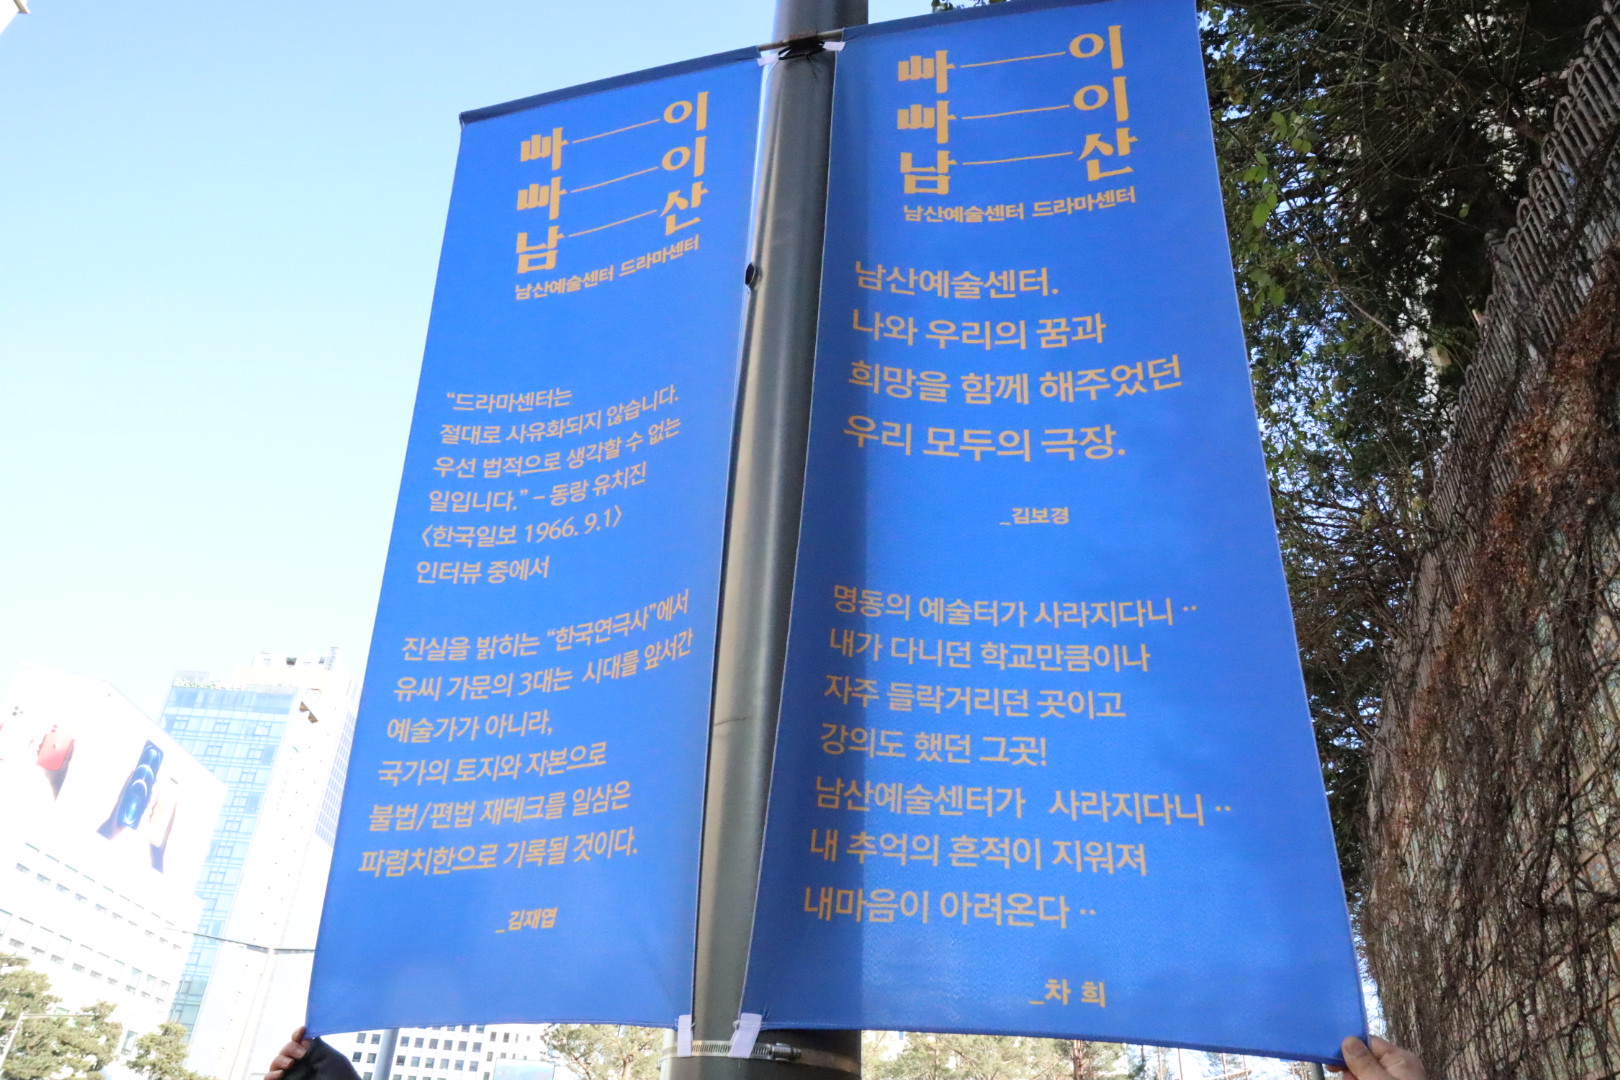 빠이
빠이
남산
남산예술센터 드라마센터
“드라마센터는
절대로 사유화되지 않습니다.
우선 법적으로 생각할 수 없는
일입니다.” – 동랑 유치진
〈한국일보 1966. 9.1〉
인터뷰 중에서
진실을 밝히는 “한국연극사”에서
유씨 가문의 3대는 시대를 앞서간
예술가가 아니라,
국가의 토지와 자본으로
불법/편법 재테크를 일삼은
파렴치한으로 기록될 것이다.
_김재엽
빠이
빠이
남산
남산예술센터 드라마센터
남산예술센터.
나와 우리의 꿈과
희망을 함께 해주었던
우리 모두의 극장.
_김보경
명동의 예술터가 사라지다니 ··
내가 다니던 학교만큼이나
자주 들락거리던 곳이고
강의도 했던 그곳!
남산예술센터가 사라지다니 ··
내 추억의 흔적이 지워져
내마음이 아려온다 ··
_차 희